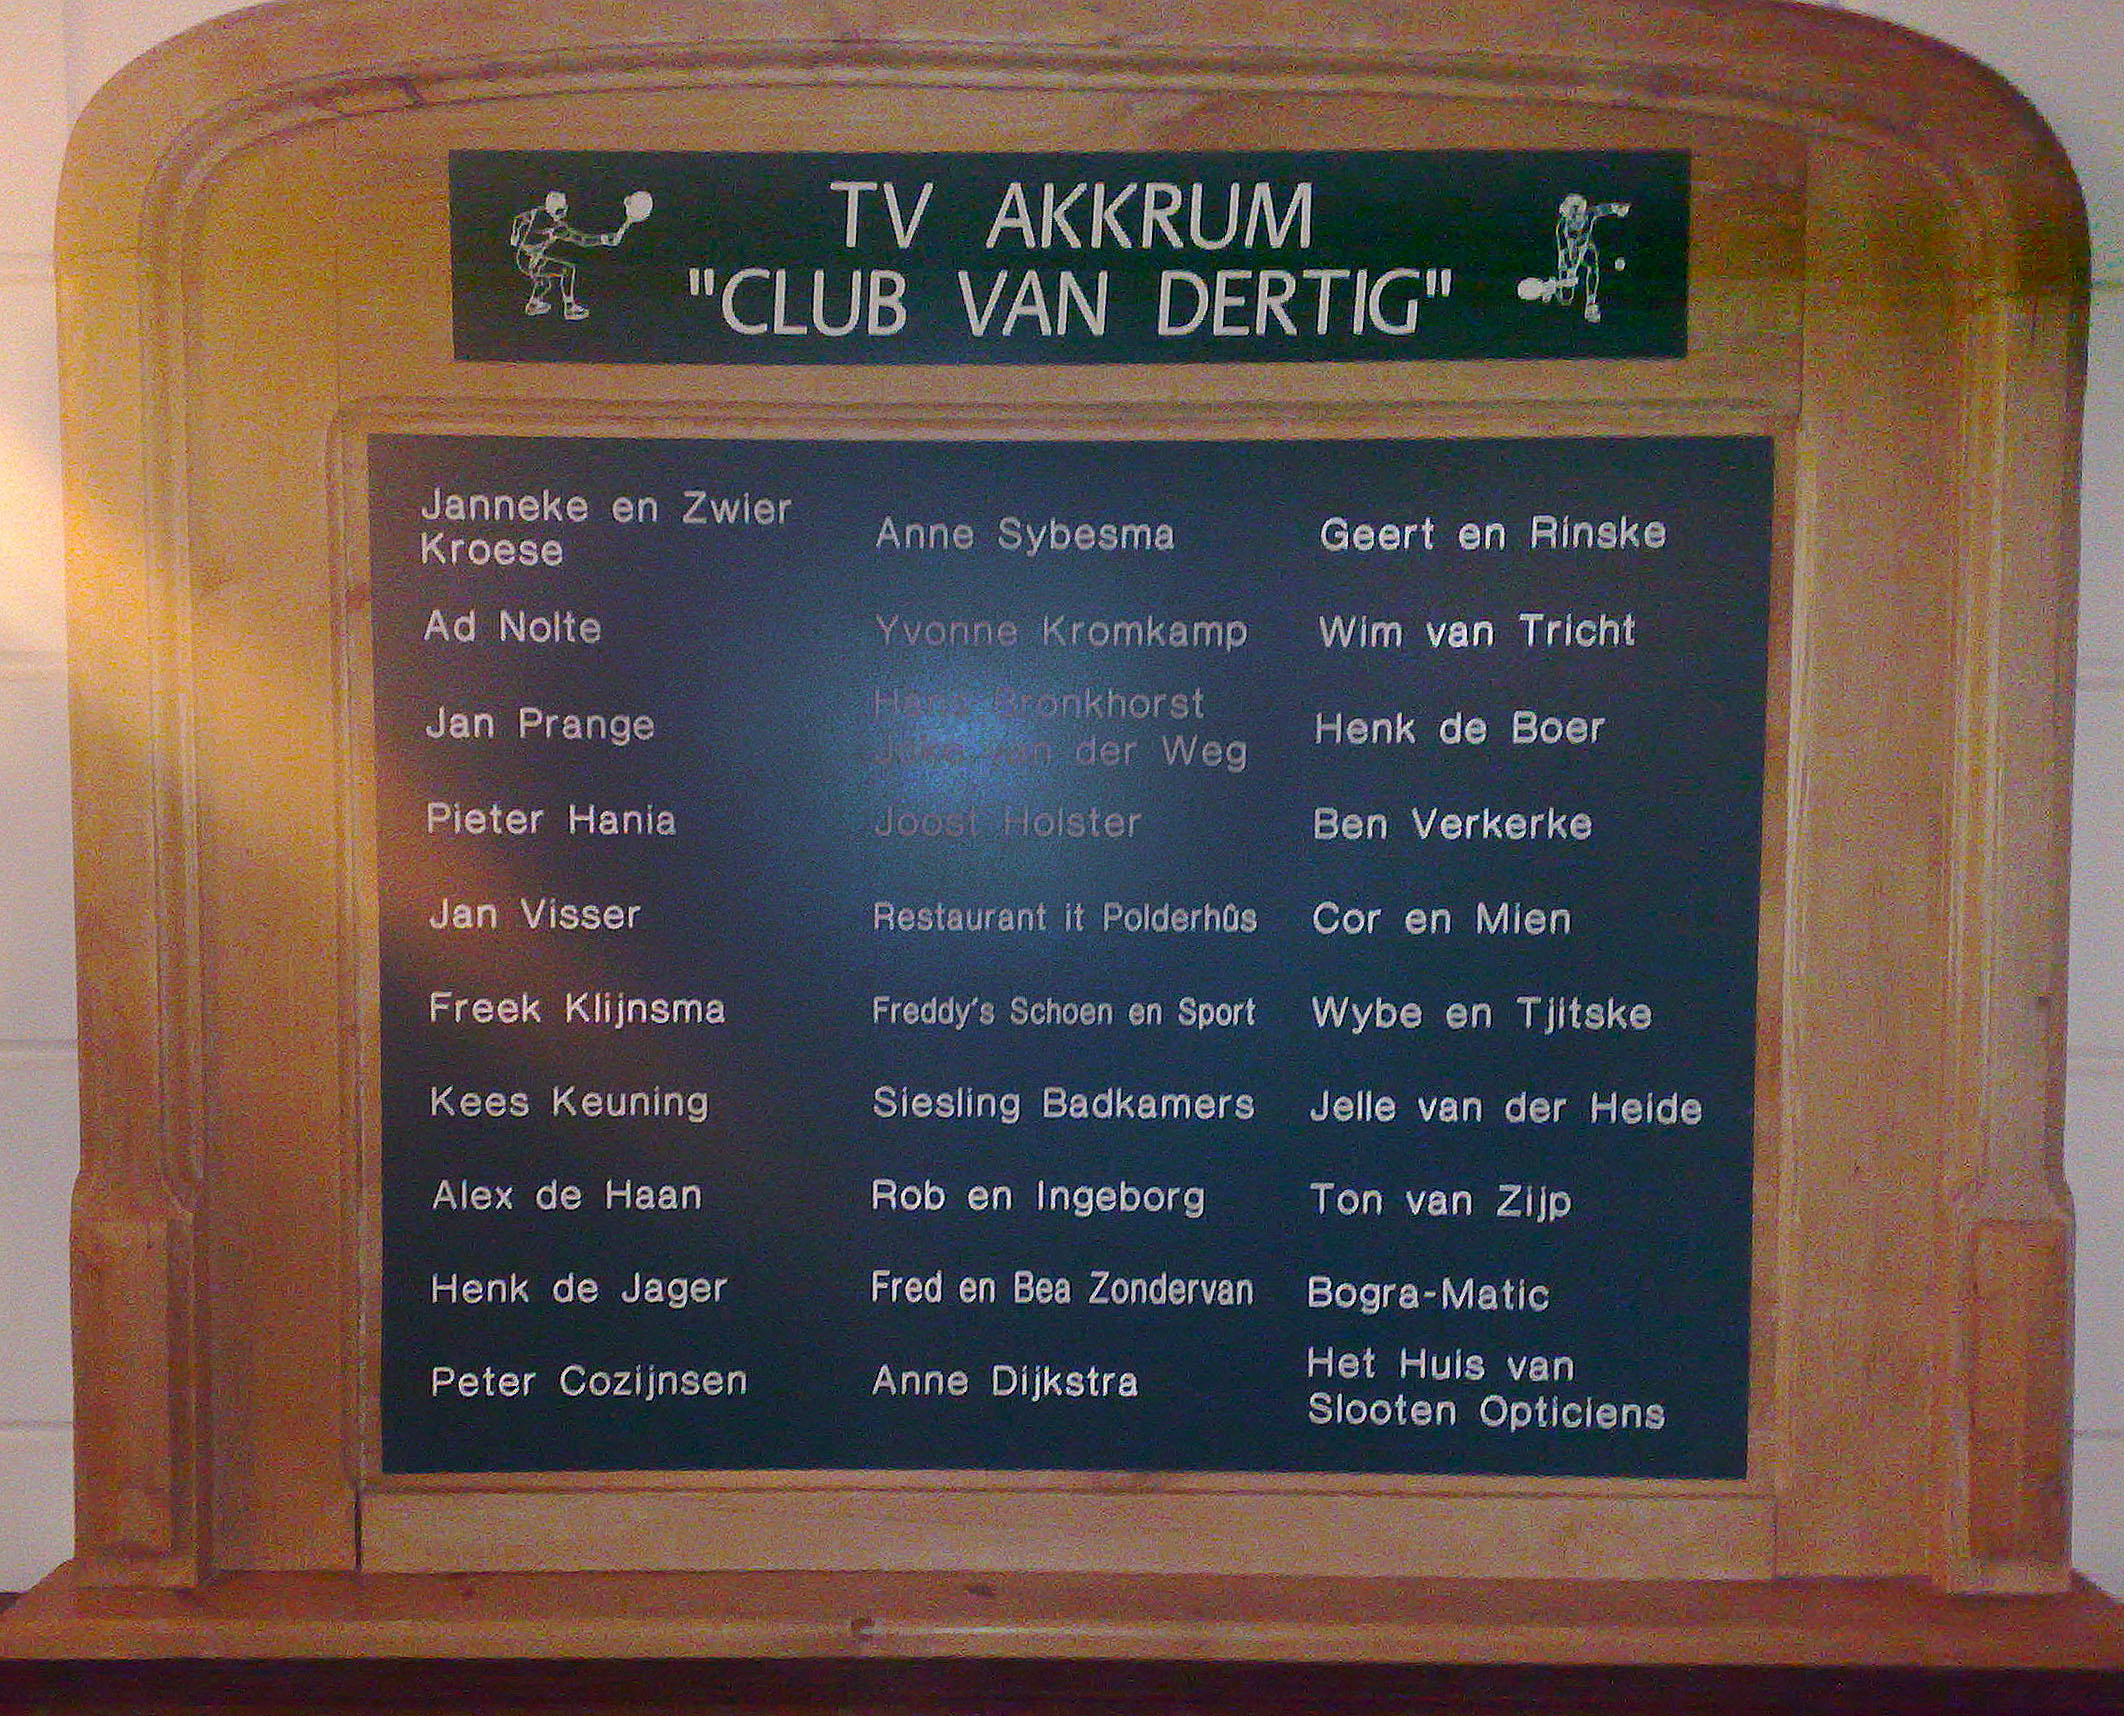 TV AKKRUM
"CLUB VAN DERTIG"
Janneke en Zwier
Kroese
Ad Nolte
Jan Prange
Pieter Hania
Jan Visser
Freek Klijnsma
Kees Keuning
Alex de Haan
Henk de Jager
Peter Cozijnsen
Anne Sybesma
Yvonne Kromkamp
Bronkhorst
van der Weg
Joost Holster
Restaurant it Polderhûs
Freddy's Schoen en Sport
Siesling Badkamers
Rob en Ingeborg
Fred en Bea Zondervan
Anne Dijkstra
Geert en Rinske
Wim van Tricht
Henk de Boer
Ben Verkerke
Cor en Mien
Wybe en Tjitske
Jelle van der Heide
Ton van Zijp
Bogra-Matic
Het Huis van
Slooten Opticiens